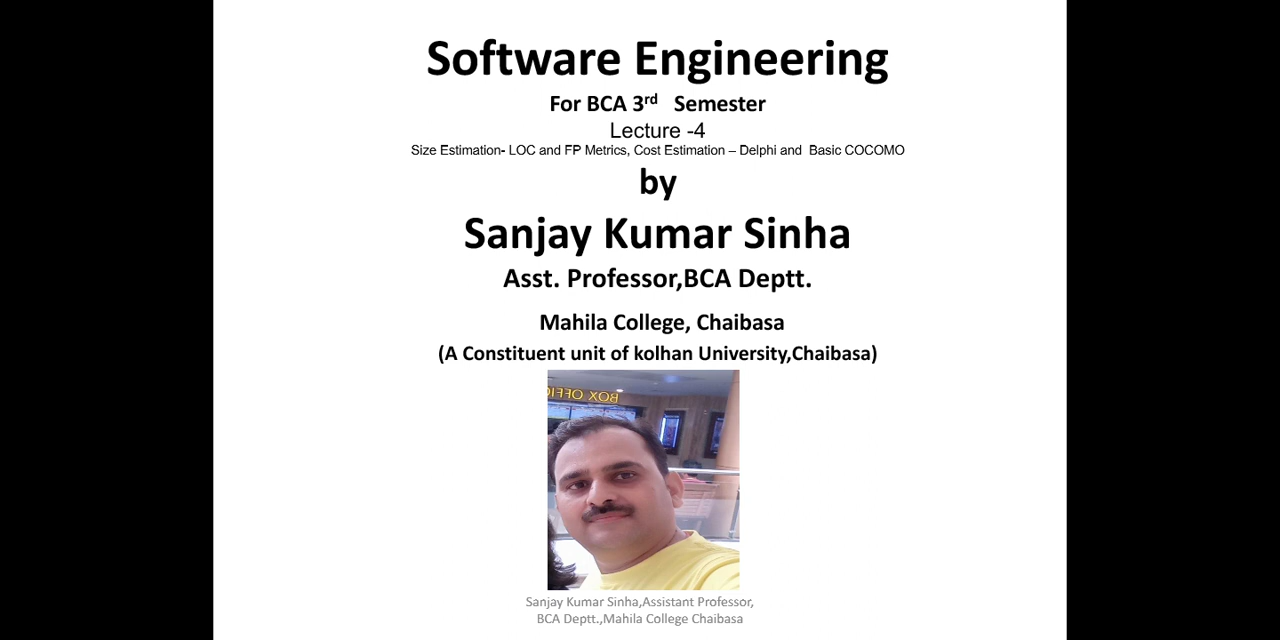 Software Engineering
For BCA 3rd Semester
Lecture -4
Size Estimation- LOC and FP Metrics, Cost Estimation – Delphi and Basic COCOMO
by
Sanjay Kumar Sinha
Asst. Professor,BCA Deptt.
Mahila College, Chaibasa
(A Constituent unit of kolhan University,Chaibasa)
BOX OFFIC
Sanjay Kumar Sinha,Assistant Professor,
BCA Deptt.,Mahila College Chaibasa